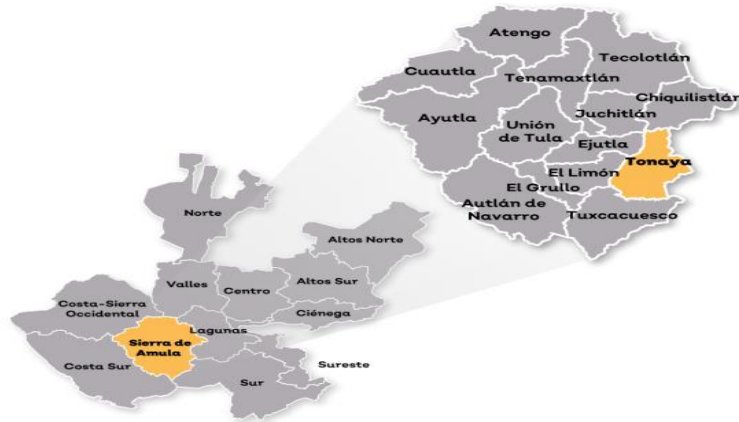 Atengo
Tecolotlán
Cuautla
Tenamaxtlán
Chiquilistlán
Ayutla
Juchitlán
Unión
de Tula
Ejutla
Tonaya
El Limón
El Grullo
Autlán de
Navarro
Tuxcacuesco
Norte
Altos Norte
Valles
Centro
Altos Sur
Costa-Sierra
Occidental
Ciénega
Lagunas
Sierra de
Amula
Costa Sur
Sureste
Sur